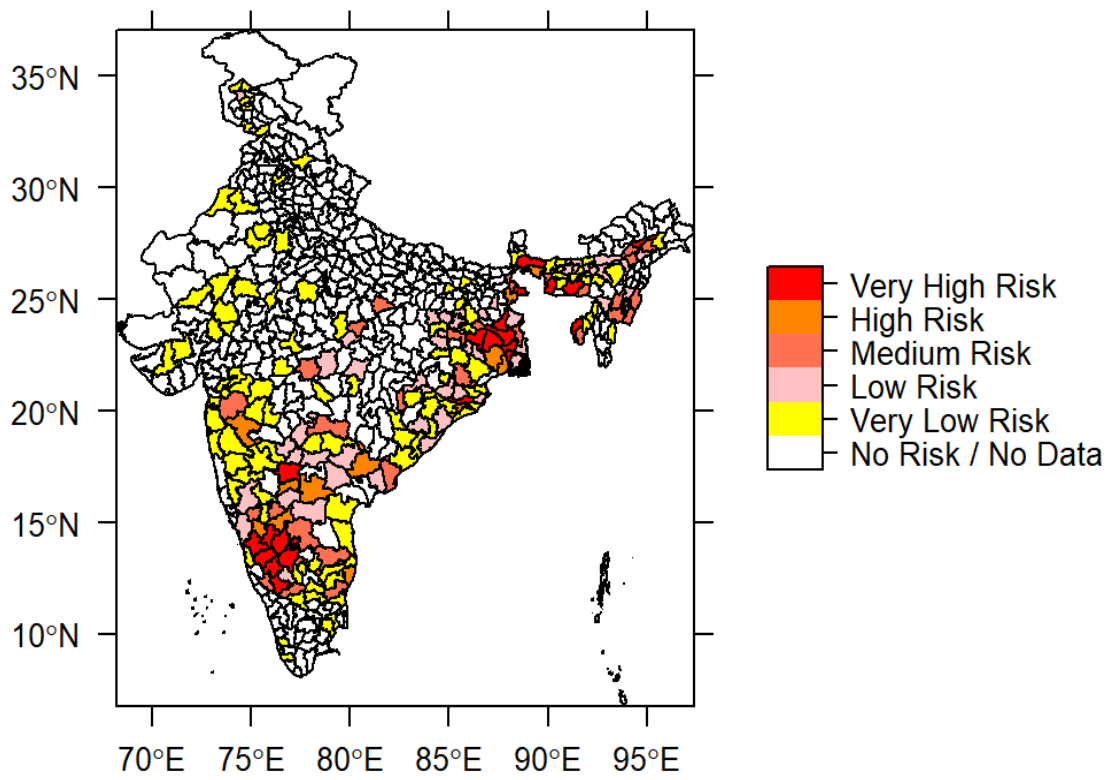 35°N
30°N
25°N
20°N
15°N
10°N
70°E 75°E 80°E 85°E 90°E 95°E
Very High Risk
High Risk
Medium Risk
Low Risk
Very Low Risk
No Risk / No Data